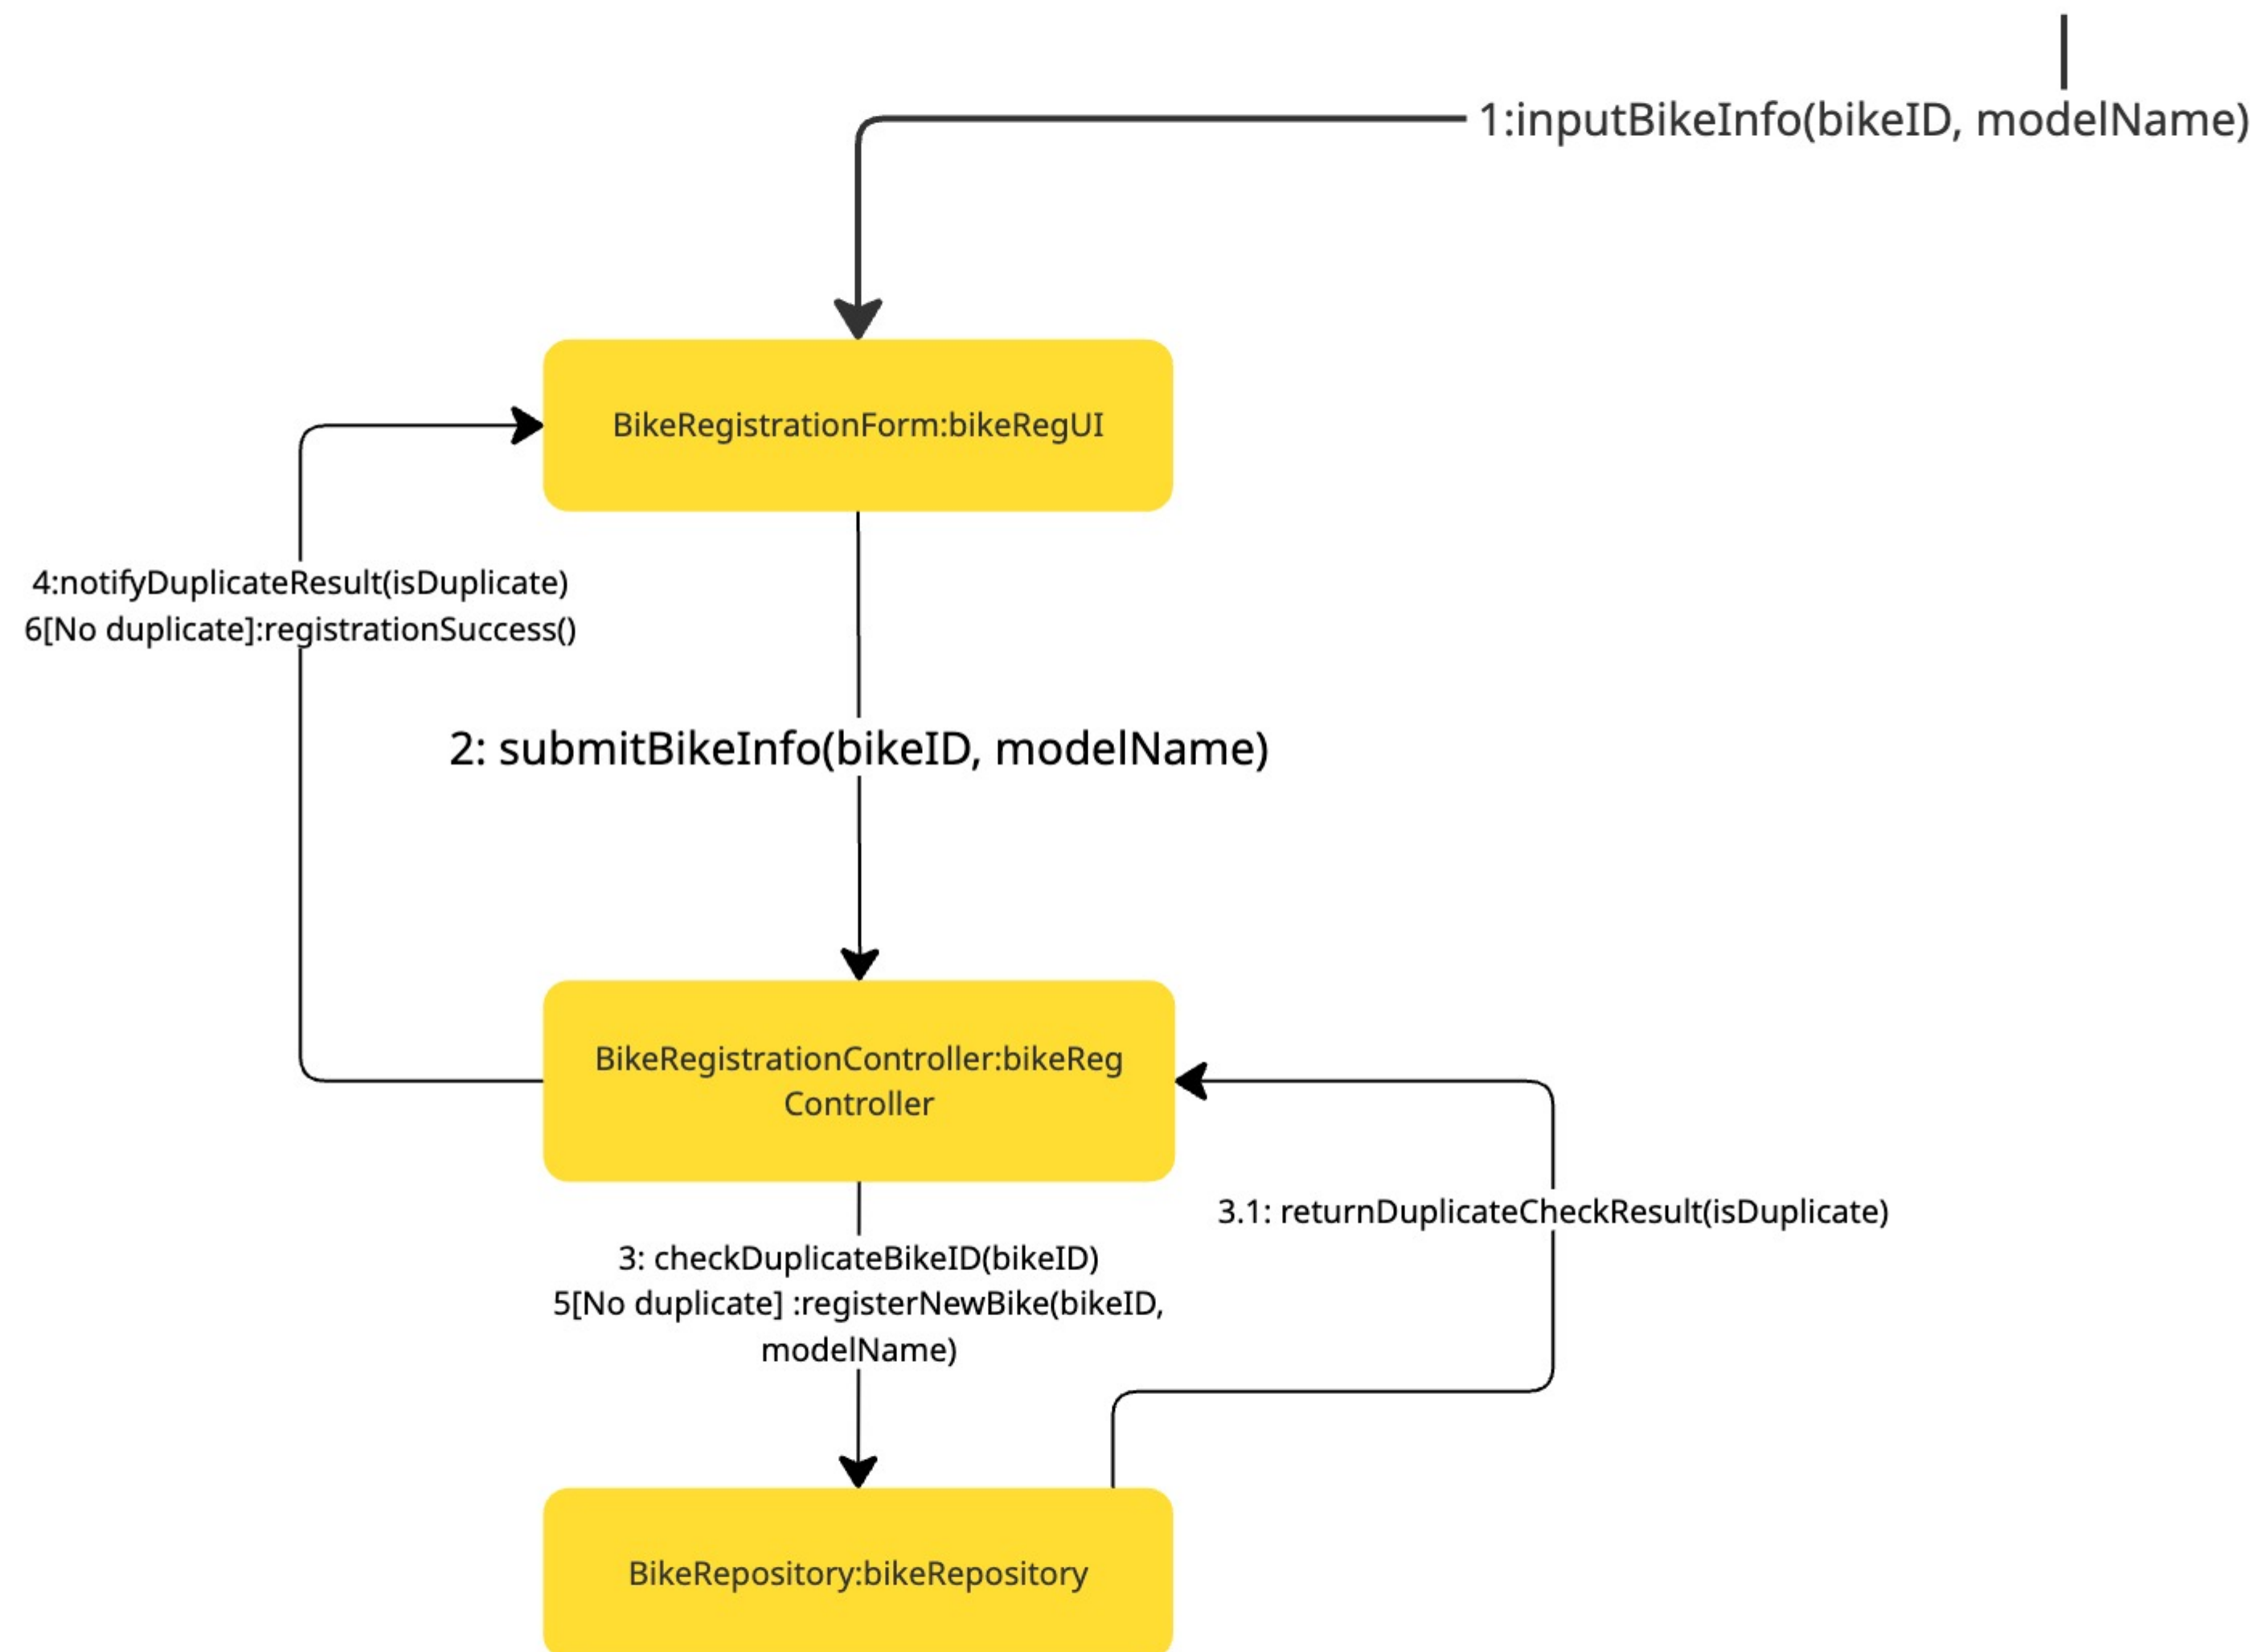 1:inputBikeInfo(bikeID, modelName)
BikeRegistrationForm:bikeRegUI
4:notifyDuplicateResult(isDuplicate)
6[No duplicate]:registrationSuccess()
2: submitBikeInfo(bikeID, modelName)
BikeRegistrationController:bikeReg
Controller
3.1: returnDuplicateCheckResult(isDuplicate)
3: checkDuplicateBikeID(bikeID)
5[No duplicate] :registerNewBike(bikeID,
modelName)
BikeRepository:bikeRepository